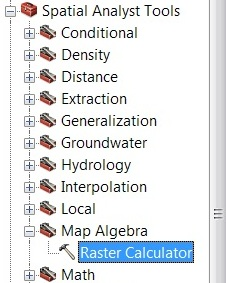 Spatial Analyst Tools
Conditional
Density
Distance
Extraction
Generalization
Groundwater
Hydrology
Interpolation
Local
Map Algebra
Raster Calculator
Math